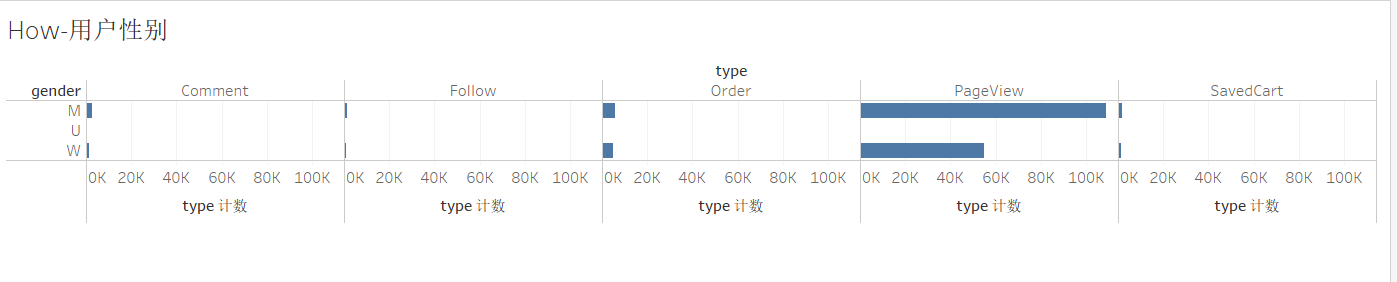 How-用户性别
type
gender Comment Follow Order PageView SavedCart
M
U
W
0K 20K 40K 60K 80K 100K 0K 20K 40K 60K 80K 100K 0K 20K 40K 60K 80K 100K 0K 20K 40K 60K 80K 100K 0K 20K 40K 60K 80K 100K
type 计数 type 计数 type 计数 type 计数 type 计数